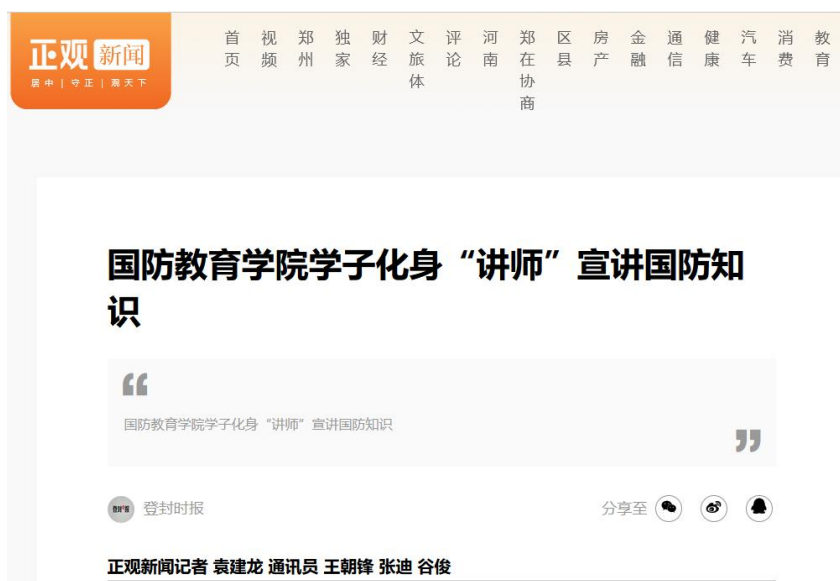 正观新闻
居中 | 守正 | 观天下
首页 视频 郑州 独家 财经 文旅体 评论 河南 郑在协商 区县 房产 金融 通信 健康 汽车 消费 教育
国防教育学院学子化身“讲师”宣讲国防知
识
国防教育学院学子化身“讲师”宣讲国防知识
登封时报
分享至
正观新闻记者 袁建龙 通讯员 王朝锋 张迪 谷俊